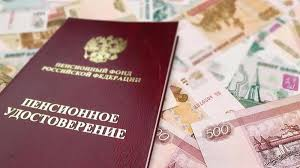 ПЕНСИОННЫЙ ФОНД
РОССИЙСКОЙ ФЕДЕРАЦИИ
ПЕНСИОННОЕ
УДОСТОВЕРЕНИЕ
500